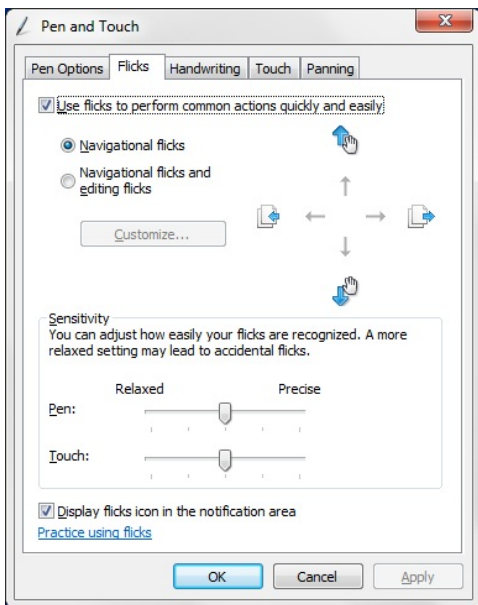 Pen and Touch
Pen Options Flicks Handwriting Touch Panning
Use flicks to perform common actions quickly and easily
Navigational flicks
Navigational flicks and
editing flicks
Customize...
Sensitivity
You can adjust how easily your flicks are recognized. A more
relaxed setting may lead to accidental flicks.
Relaxed Precise
Pen:
Touch:
Display flicks icon in the notification area
Practice using flicks
OK Cancel Apply